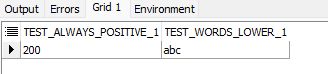 Output Errors Grid 1 Environment
TEST_ALWAYS_POSITIVE_1 TEST_WORDS_LOWER_1
200 abc